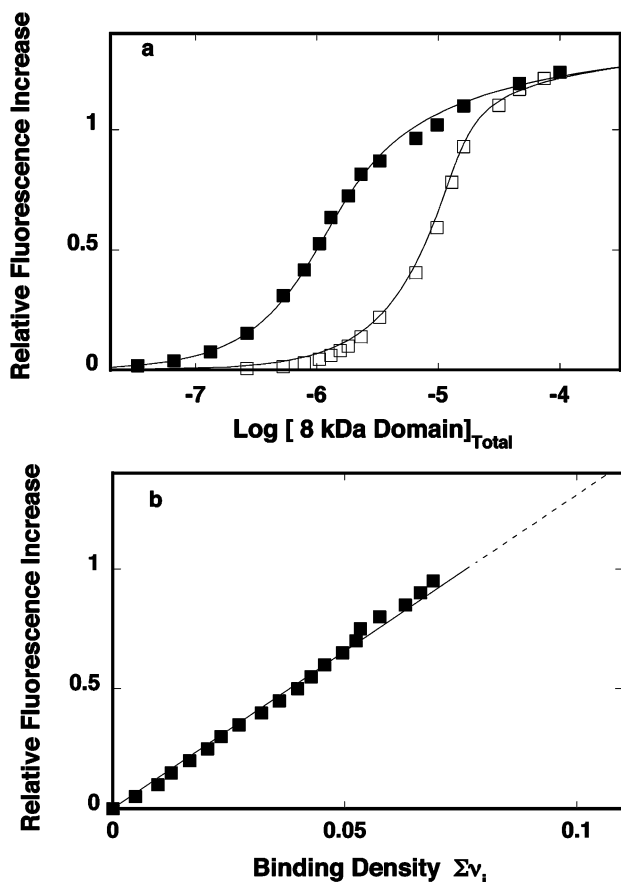 a
Relative Fluorescence Increase
1
0.5
0
-7 -6 -5 -4
Log [ 8 kDa Domain]Total
b
Relative Fluorescence Increase
1
0.5
0
0 0.05 0.1
Binding Density Σνi